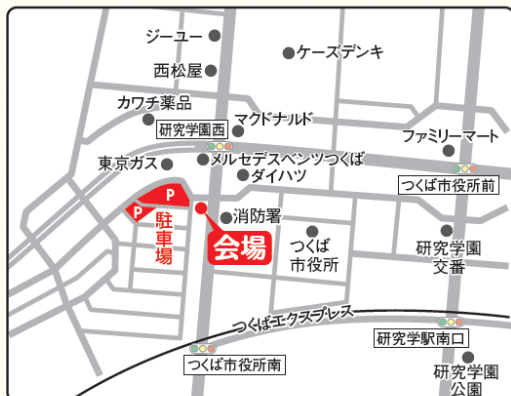 ジーユー
ケーズデンキ
西松屋
カワチ薬品
マクドナルド
研究学園西
ファミリーマート
東京ガス
メルセデスベンツつくば
ダイハツ
つくば市役所前
P
P
駐車場
消防署
会場
つくば
市役所
研究学園
交番
つくばエクスプレス
研究学駅南口
つくば市役所南
研究学園
公園